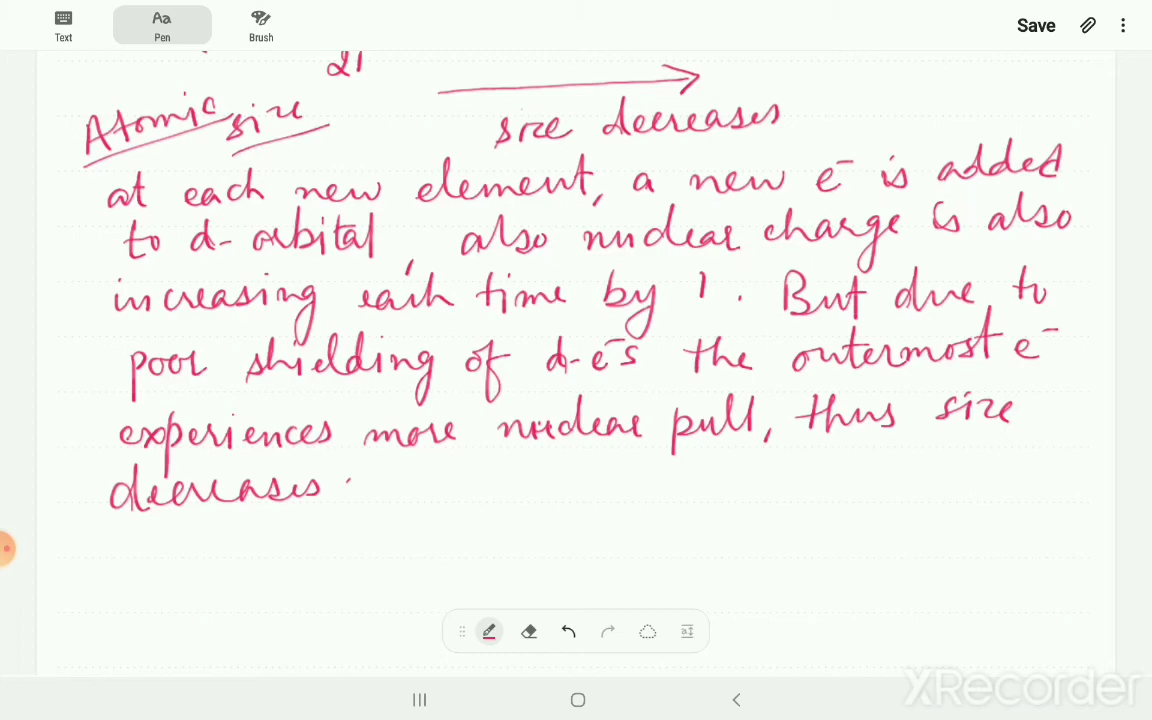 Text
Aa
Pen
Brush
Save
21
Atomic size
size decreases
at each new element, a new e⁻ is added
to d-orbital, also nuclear charge is also
increasing each time by 1. But due to
poor shielding of d-e⁻s the outermost e⁻
experiences more nuclear pull, thus size
decreases.
XRecorder